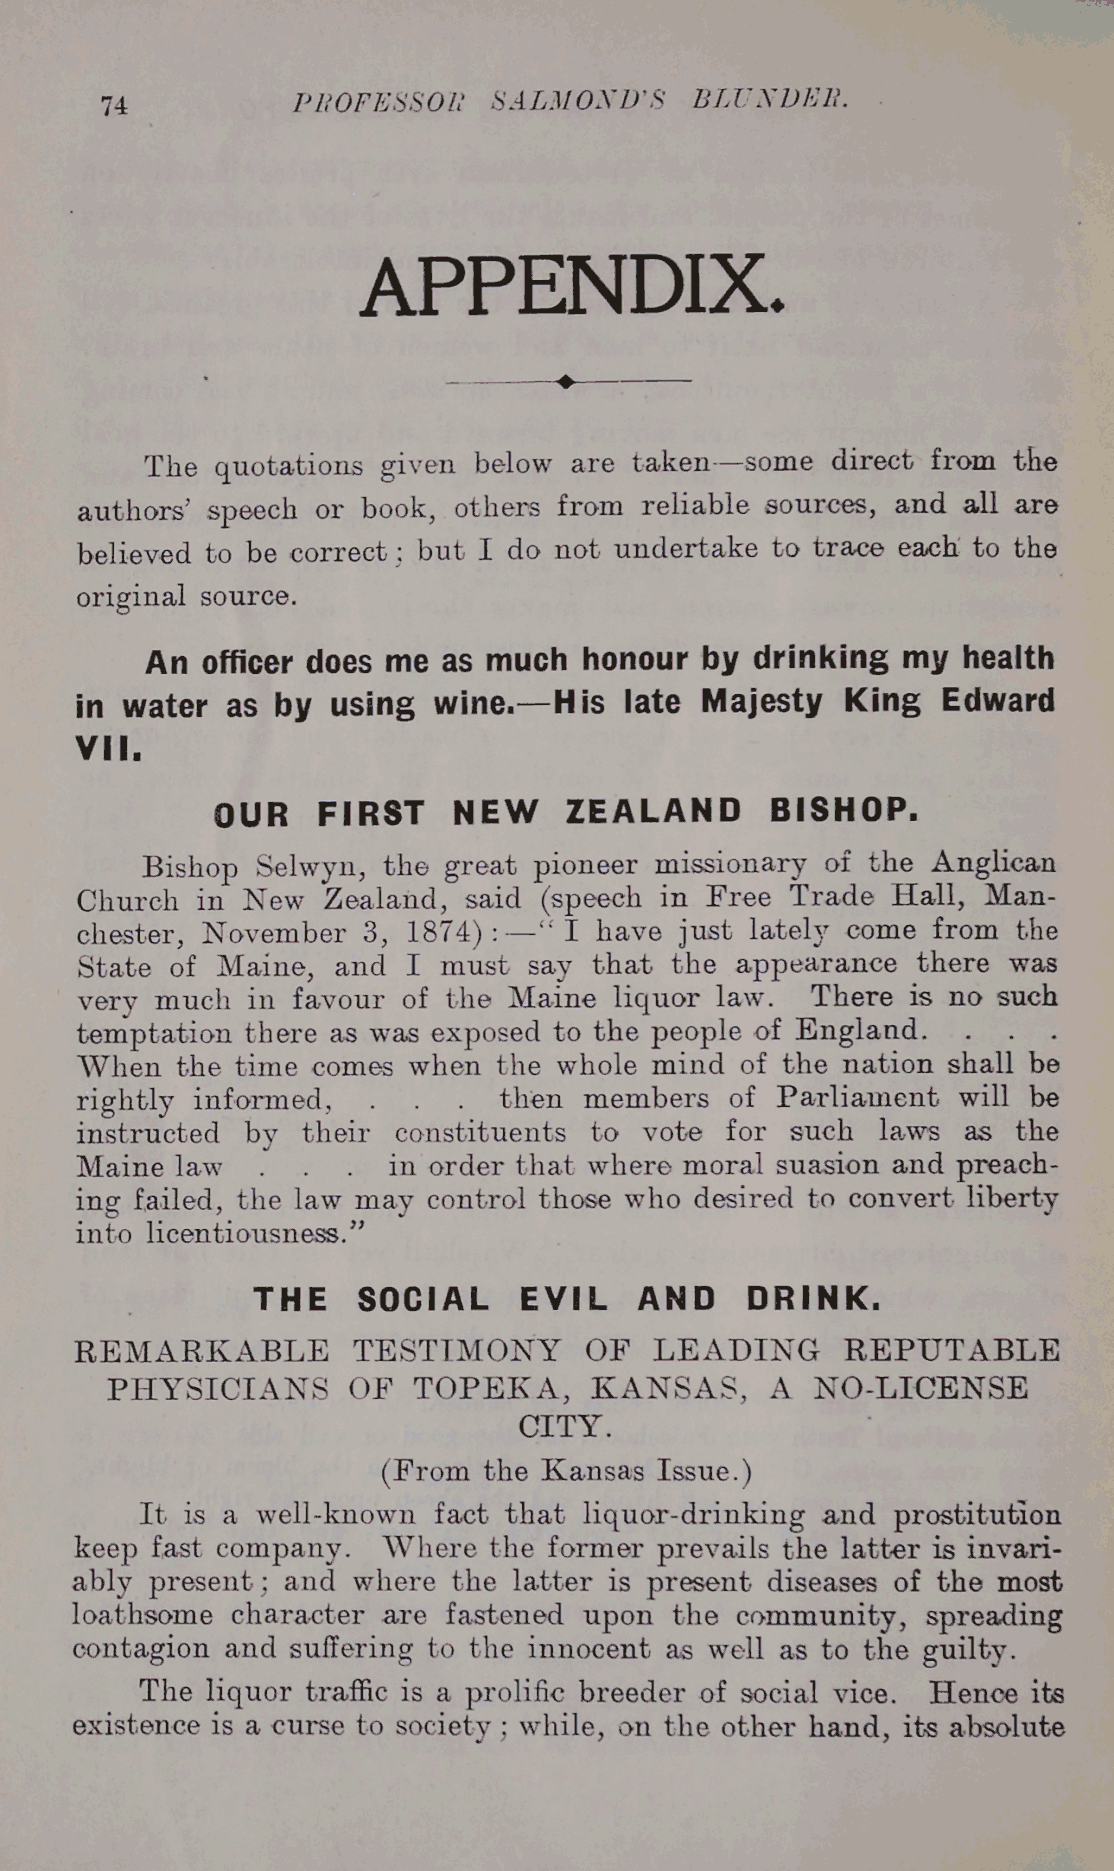 74 PROFESSOR SALMOND'S BLUNDER.
APPENDIX.
The quotations given below are taken—some direct from the
authors' speech or book, others from reliable sources, and all are
believed to be correct; but I do not undertake to trace each to the
original source.
An officer does me as much honour by drinking my health
in water as by using wine.—His late Majesty King Edward
VII.
OUR FIRST NEW ZEALAND BISHOP.
Bishop Selwyn, the great pioneer missionary of the Anglican
Church in New Zealand, said (speech in Free Trade Hall, Man-
chester, November 3, 1874):—"I have just lately come from the
State of Maine, and I must say that the appearance there was
very much in favour of the Maine liquor law. There is no such
temptation there as was exposed to the people of England. . . .
When the time comes when the whole mind of the nation shall be
rightly informed, . . . then members of Parliament will be
instructed by their constituents to vote for such laws as the
Maine law . . . in order that where moral suasion and preach-
ing failed, the law may control those who desired to convert liberty
into licentiousness."
THE SOCIAL EVIL AND DRINK.
REMARKABLE TESTIMONY OF LEADING REPUTABLE
PHYSICIANS OF TOPEKA, KANSAS, A NO-LICENSE
CITY.
(From the Kansas Issue.)
It is a well-known fact that liquor-drinking and prostitution
keep fast company. Where the former prevails the latter is invari-
ably present; and where the latter is present diseases of the most
loathsome character are fastened upon the community, spreading
contagion and suffering to the innocent as well as to the guilty.
The liquor traffic is a prolific breeder of social vice. Hence its
existence is a curse to society; while, on the other hand, its absolute